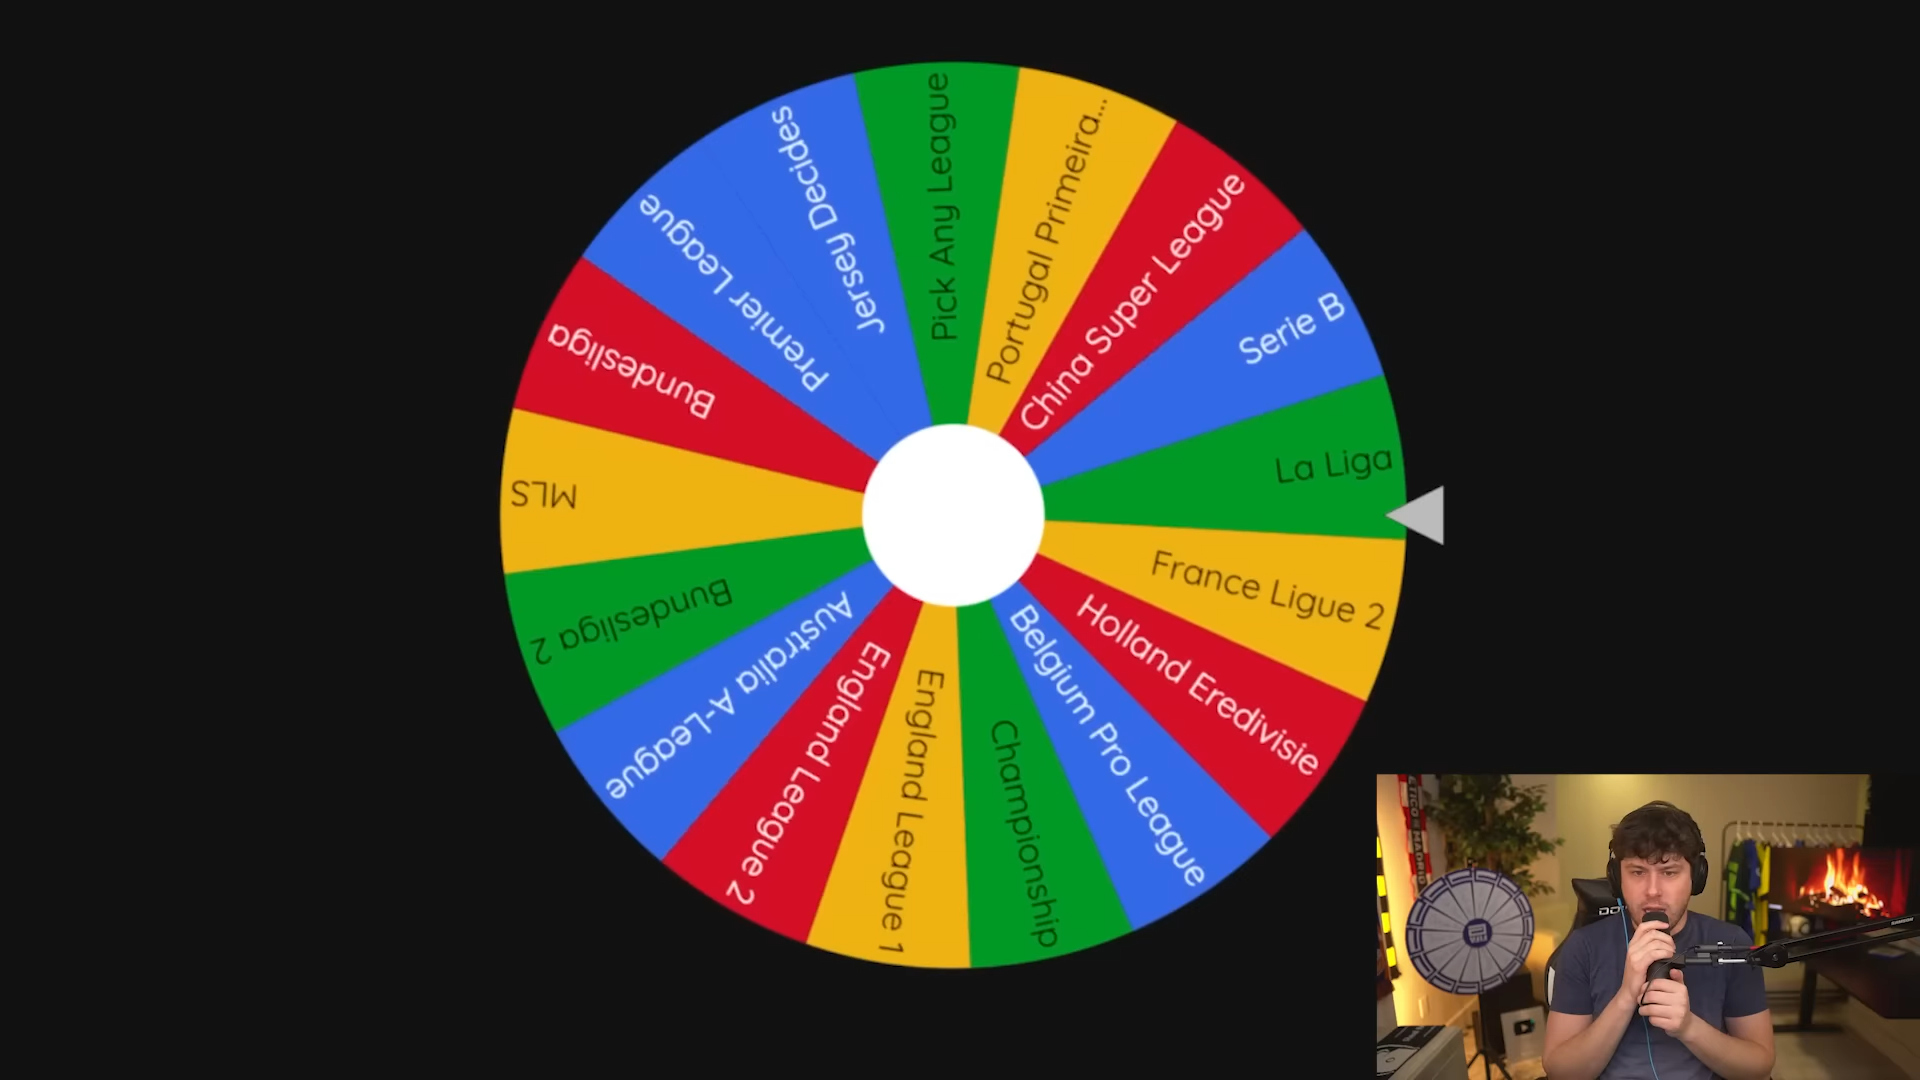 Pick Any League
Portugal Primeira...
China Super League
Serie B
La Liga
France Ligue 2
Holland Eredivisie
Belgium Pro League
Championship
England League 1
England League 2
Australia A-League
Bundesliga 2
MLS
Bundesliga
Premier League
Jersey Decides